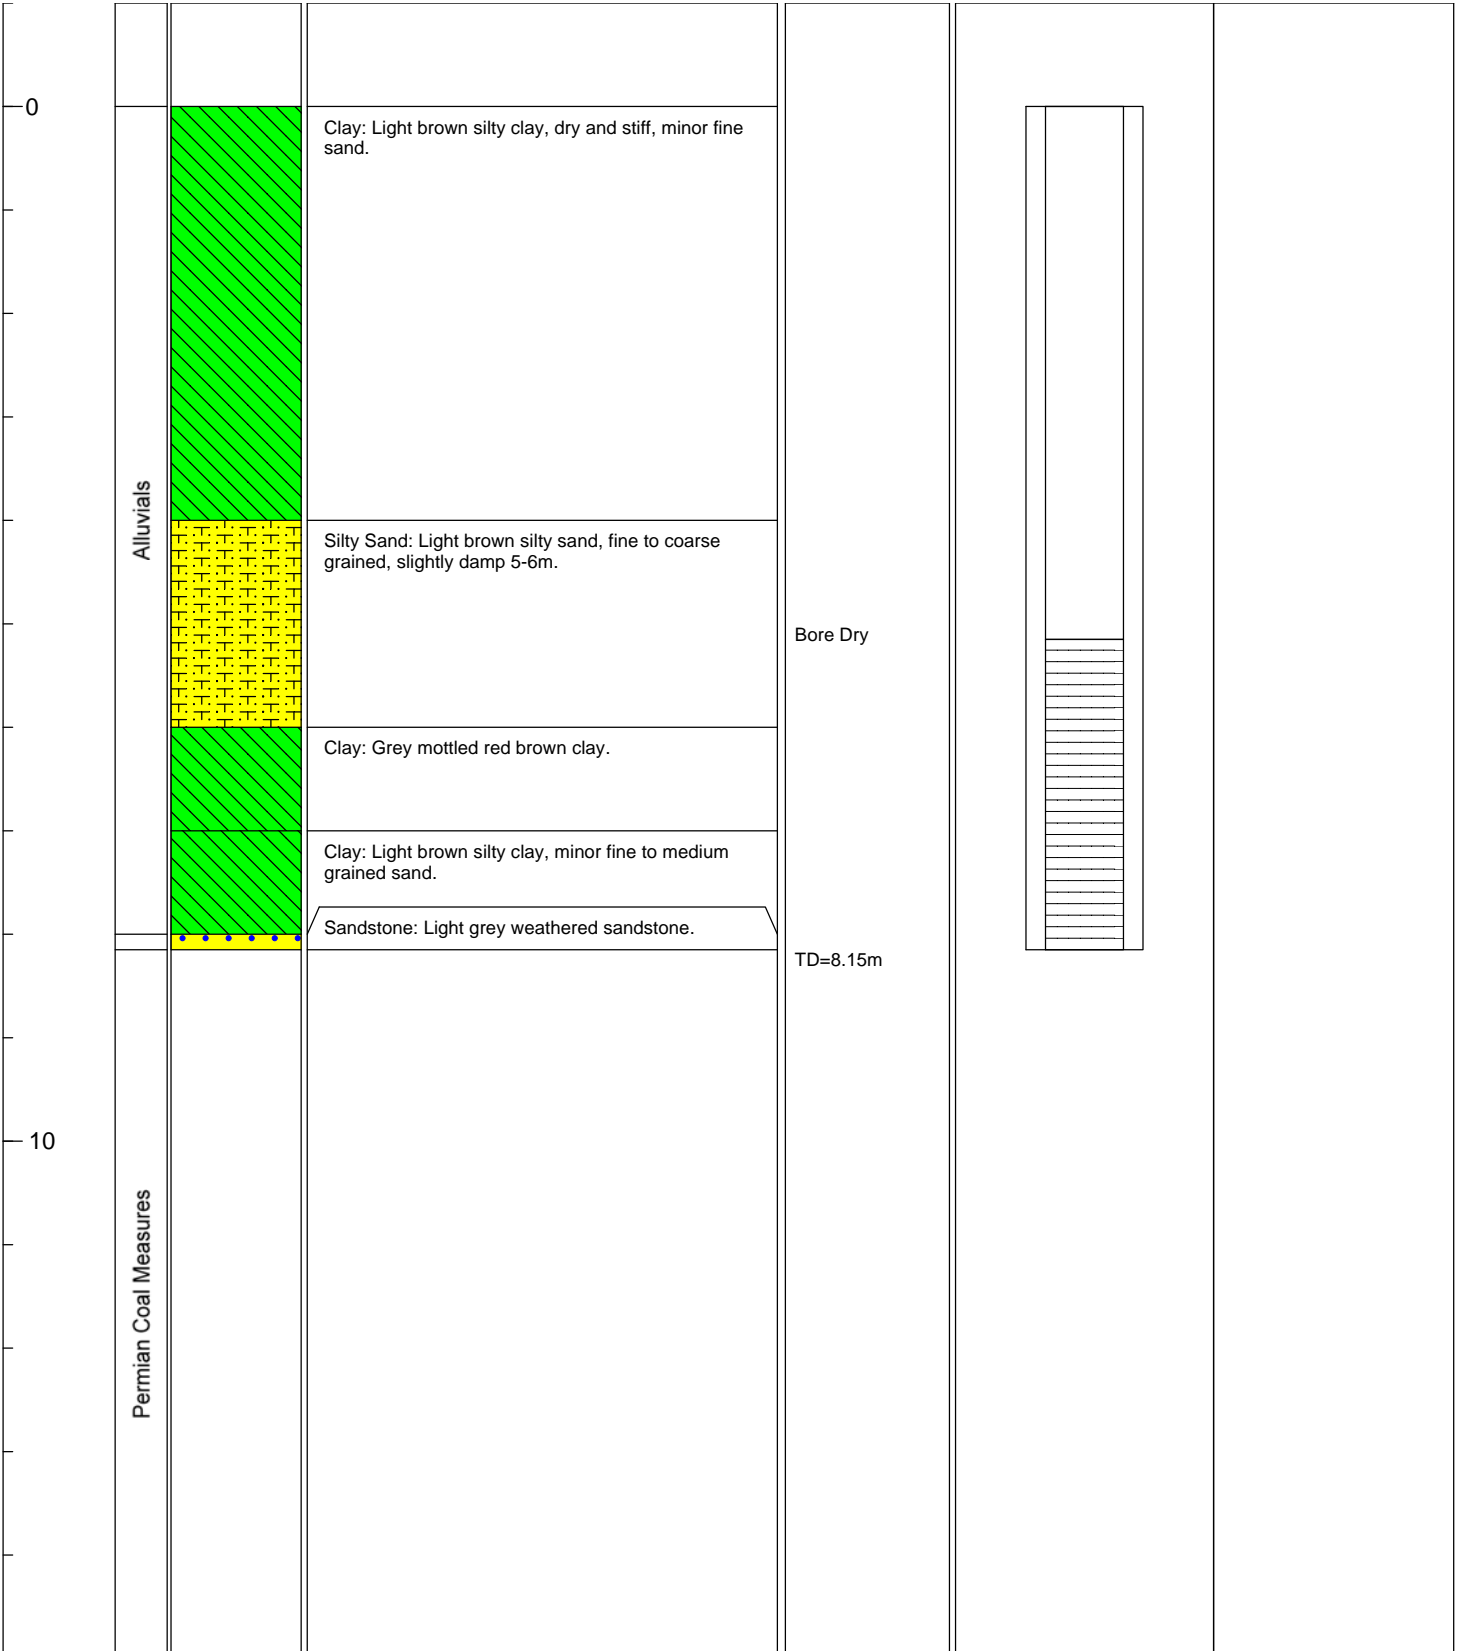 0
Clay: Light brown silty clay, dry and stiff, minor fine
sand.
Alluvials
Silty Sand: Light brown silty sand, fine to coarse
grained, slightly damp 5-6m.
Bore Dry
Clay: Grey mottled red brown clay.
Clay: Light brown silty clay, minor fine to medium
grained sand.
Sandstone: Light grey weathered sandstone.
TD=8.15m
10
Permian Coal Measures